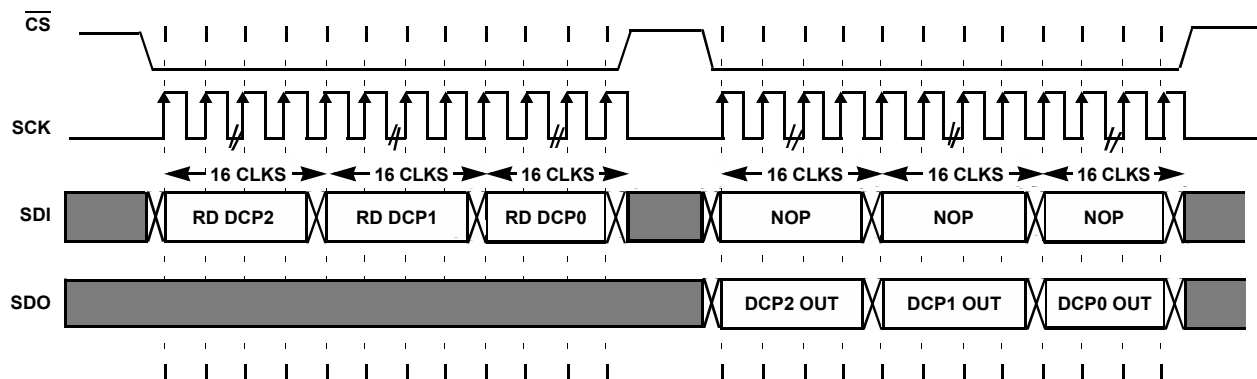 CS
SCK
16 CLKS 16 CLKS 16 CLKS 16 CLKS 16 CLKS 16 CLKS
SDI RD DCP2 RD DCP1 RD DCP0 NOP NOP NOP
SDO DCP2 OUT DCP1 OUT DCP0 OUT